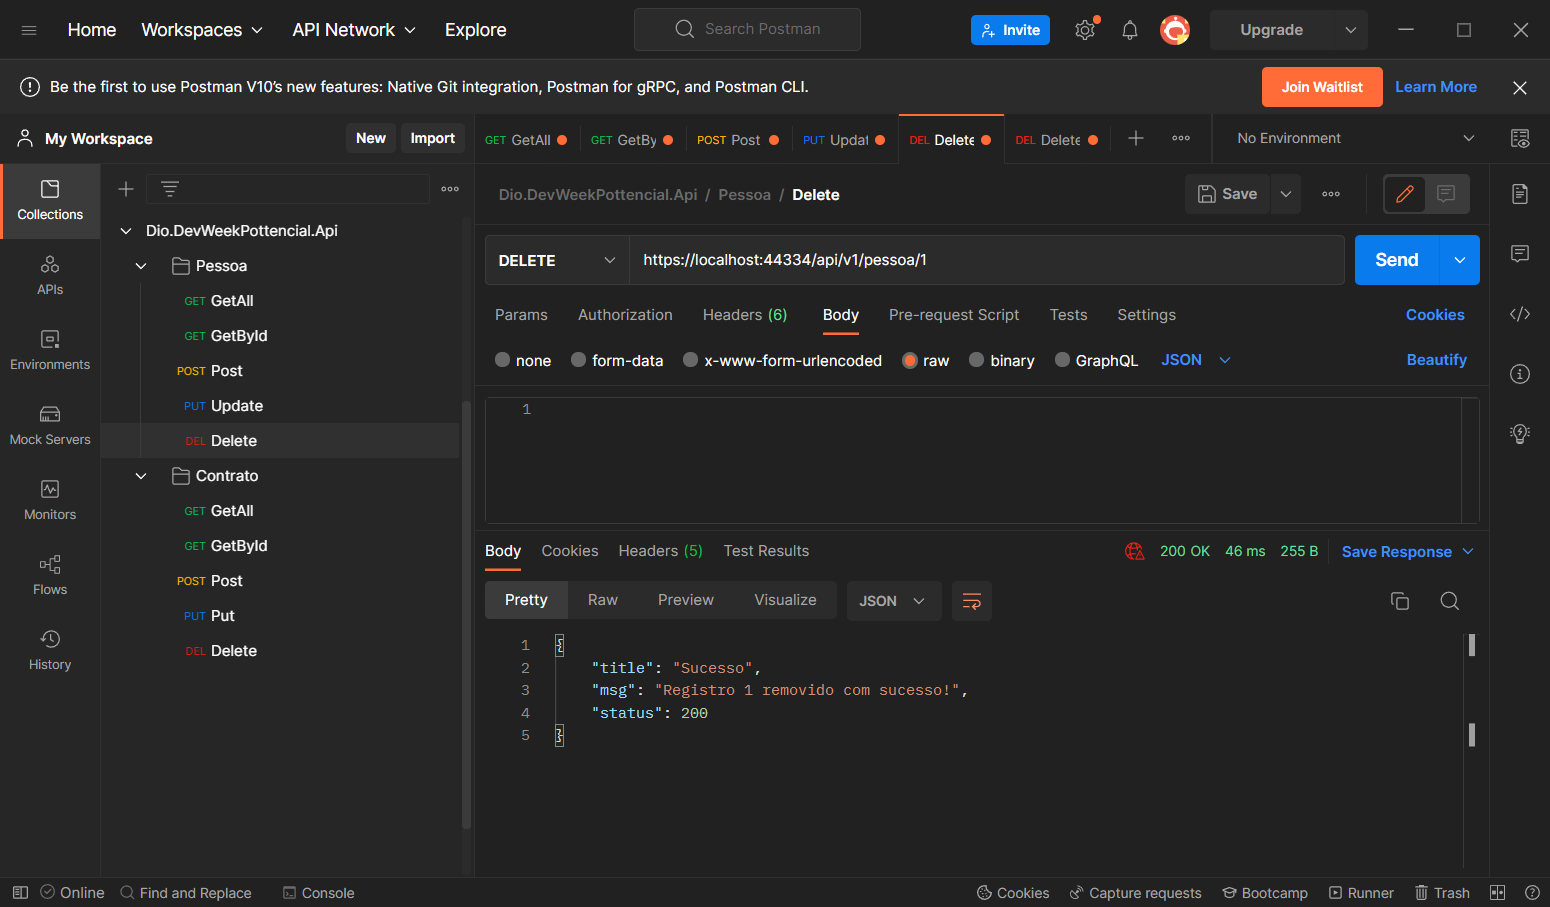 Home Workspaces API Network Explore Search Postman Invite Upgrade
Be the first to use Postman V10's new features: Native Git integration, Postman for gRPC, and Postman CLI. Join Waitlist Learn More
My Workspace New Import
GET GetAll GET GetBy POST Post PUT Updat DEL Delete DEL Delete No Environment
Collections
APIs
Environments
Mock Servers
Monitors
Flows
History
Dio.DevWeekPottencial.Api
Pessoa
GET GetAll
GET GetById
POST Post
PUT Update
DEL Delete
Contrato
GET GetAll
GET GetById
POST Post
PUT Put
DEL Delete
Dio.DevWeekPottencial.Api / Pessoa / Delete Save
DELETE https://localhost:44334/api/v1/pessoa/1 Send
Params Authorization Headers (6) Body Pre-request Script Tests Settings Cookies
none form-data x-www-form-urlencoded raw binary GraphQL JSON Beautify
1
Body Cookies Headers (5) Test Results 200 OK 46 ms 255 B Save Response
Pretty Raw Preview Visualize JSON
1 {
2 "title": "Sucesso",
3 "msg": "Registro 1 removido com sucesso!",
4 "status": 200
5 }
Online Find and Replace Console Cookies Capture requests Bootcamp Runner Trash